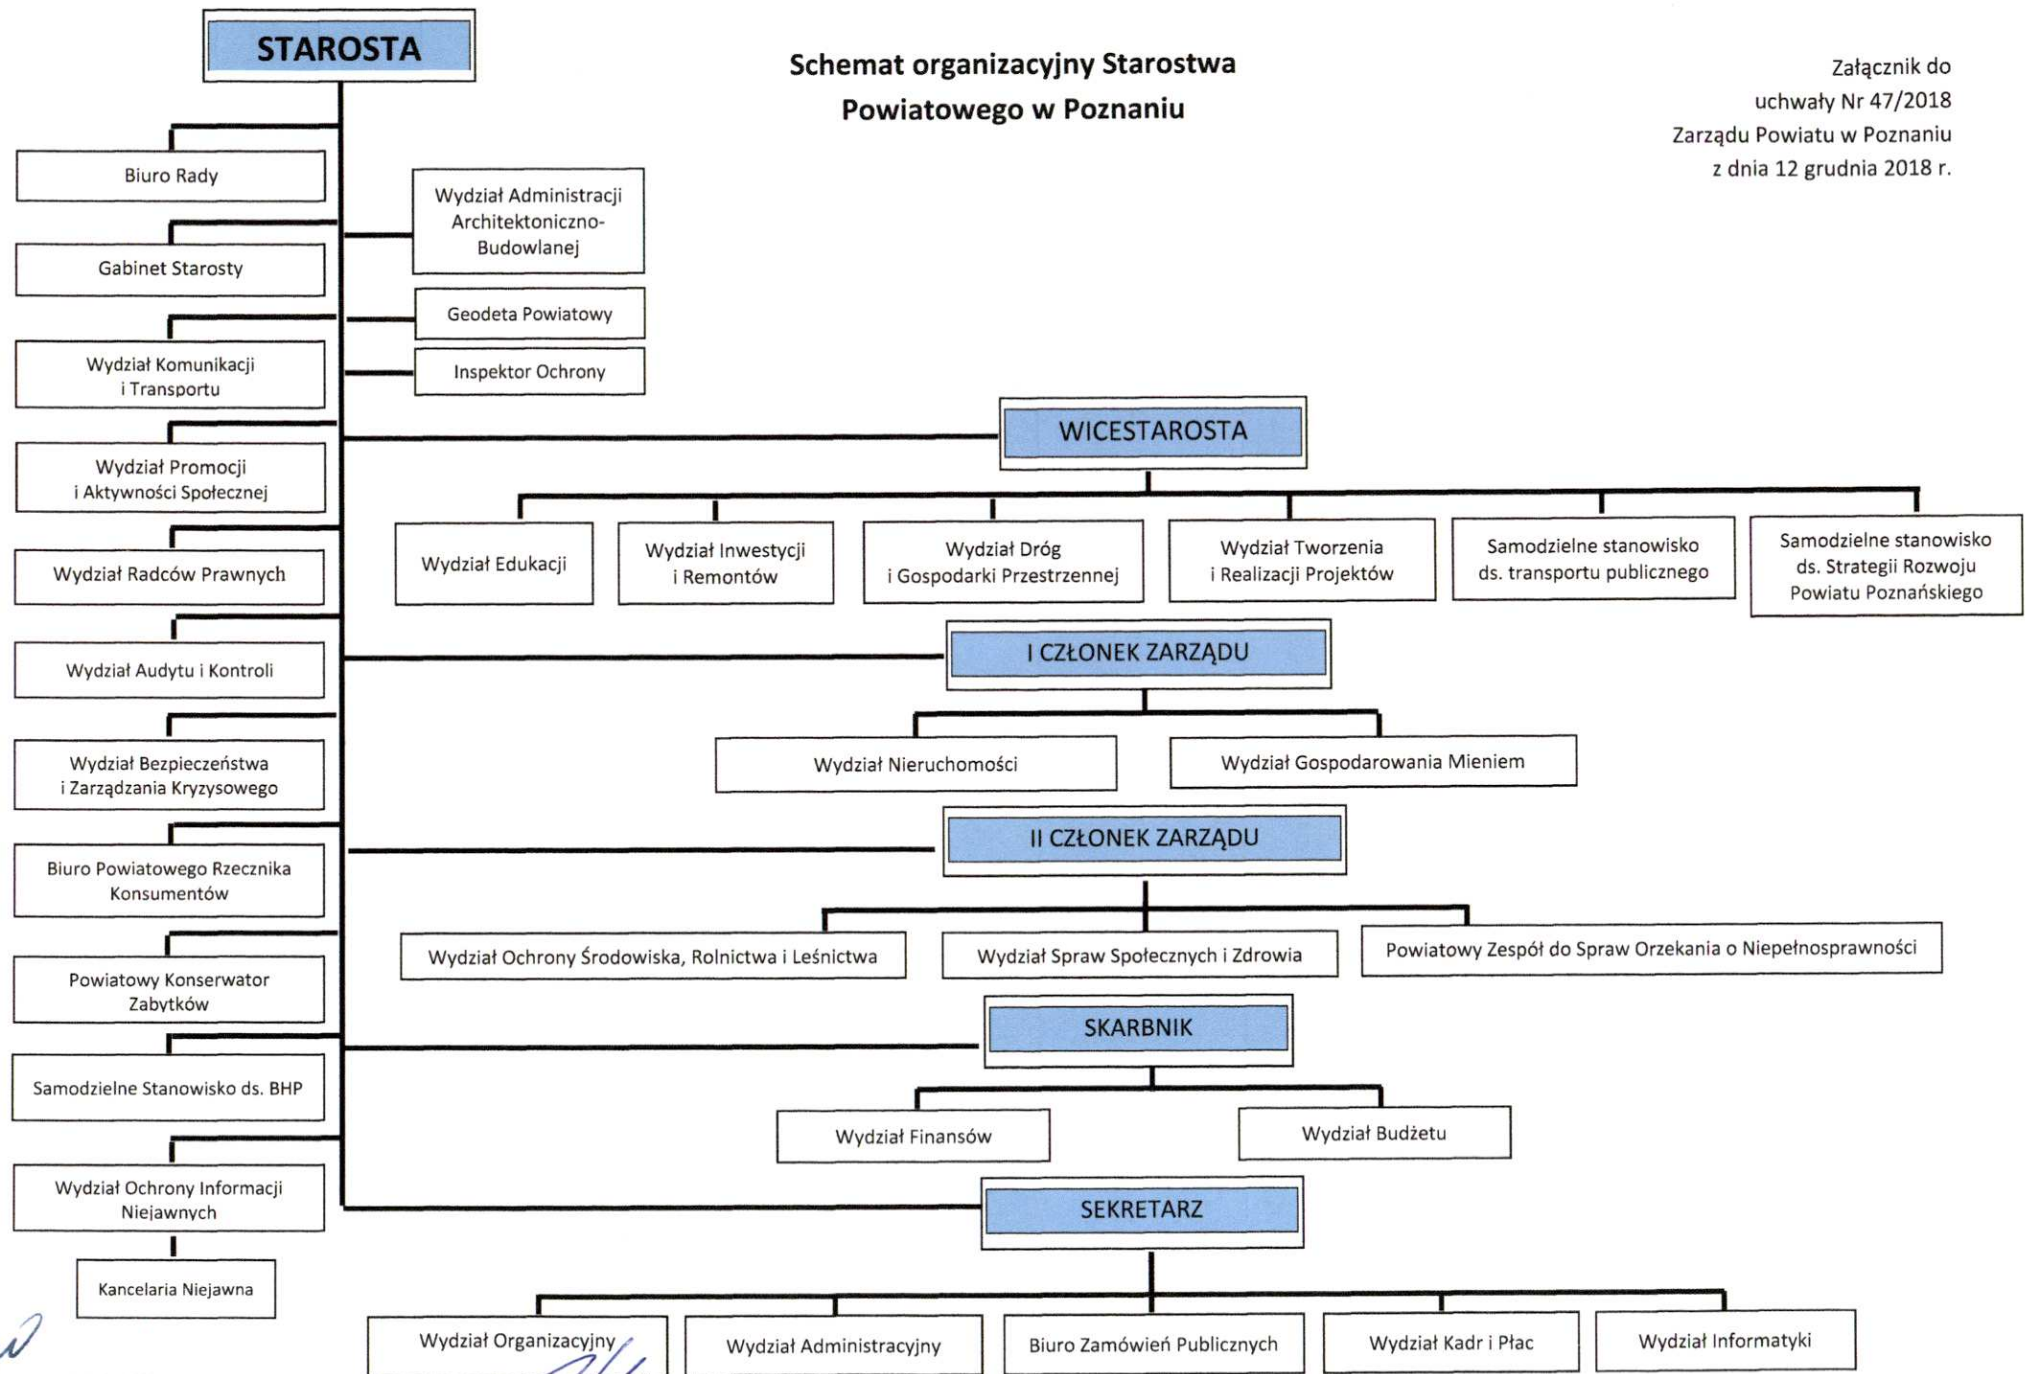 STAROSTA
Schemat organizacyjny Starostwa
Powiatowego w Poznaniu
Załącznik do
uchwały Nr 47/2018
Zarządu Powiatu w Poznaniu
z dnia 12 grudnia 2018 r.
Biuro Rady
Gabinet Starosty
Wydział Komunikacji
i Transportu
Wydział Promocji
i Aktywności Społecznej
Wydział Radców Prawnych
Wydział Audytu i Kontroli
Wydział Bezpieczeństwa
i Zarządzania Kryzysowego
Biuro Powiatowego Rzecznika
Konsumentów
Powiatowy Konserwator
Zabytków
Samodzielne Stanowisko ds. BHP
Wydział Ochrony Informacji
Niejawnych
Kancelaria Niejawna
Wydział Administracji
Architektoniczno-
Budowlanej
Geodeta Powiatowy
Inspektor Ochrony
WICESTAROSTA
Wydział Edukacji
Wydział Inwestycji
i Remontów
Wydział Dróg
i Gospodarki Przestrzennej
Wydział Tworzenia
i Realizacji Projektów
Samodzielne stanowisko
ds. transportu publicznego
Samodzielne stanowisko
ds. Strategii Rozwoju
Powiatu Poznańskiego
I CZŁONEK ZARZĄDU
Wydział Nieruchomości
Wydział Gospodarowania Mieniem
II CZŁONEK ZARZĄDU
Wydział Ochrony Środowiska, Rolnictwa i Leśnictwa
Wydział Spraw Społecznych i Zdrowia
Powiatowy Zespół do Spraw Orzekania o Niepełnosprawności
SKARBNIK
Wydział Finansów
Wydział Budżetu
SEKRETARZ
Wydział Organizacyjny
Wydział Administracyjny
Biuro Zamówień Publicznych
Wydział Kadr i Płac
Wydział Informatyki